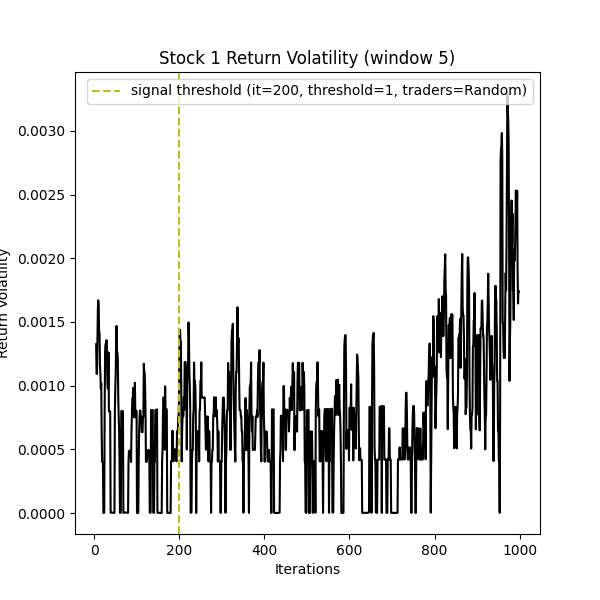 Stock 1 Return Volatility (window 5)
signal threshold (it=200, threshold=1, traders=Random)
0.0030
0.0025
0.0020
0.0015
0.0010
0.0005
0.0000
Return Volatility
0 200 400 600 800 1000
Iterations